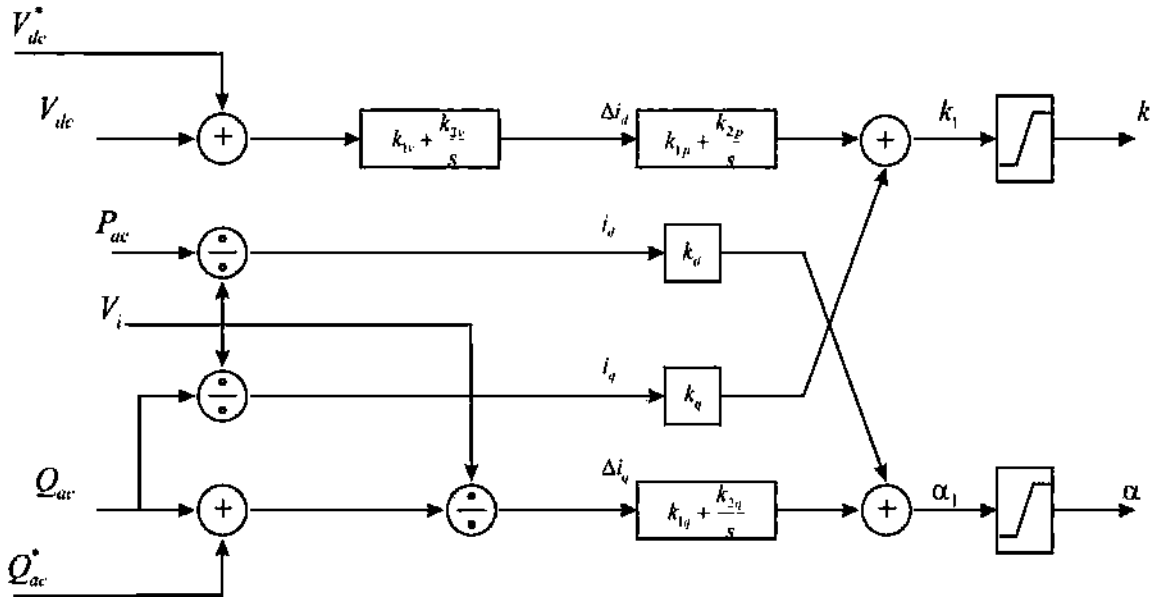 V*dc
Vdc
+
k1v + k2v/s
Δid
k1p + k2p/s
+
k1
k
Pac
÷
id
kd
Vi
÷
iq
kq
Qac
+
÷
Δiq
k1q + k2q/s
+
α1
α
Q*ac